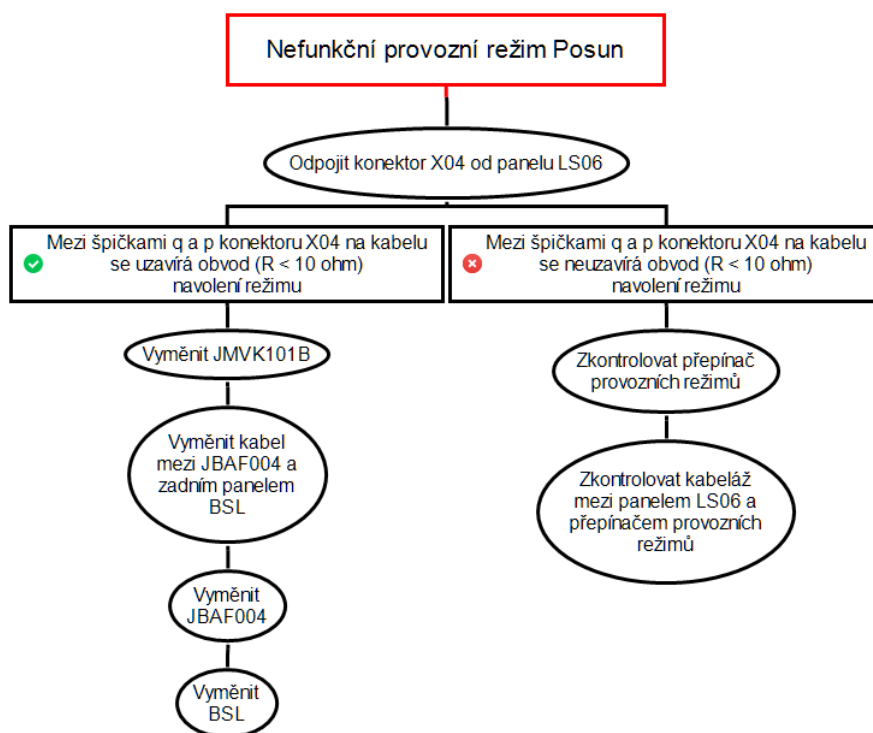 Nefunkční provozní režim Posun
Odpojit konektor X04 od panelu LS06
Mezi špičkami q a p konektoru X04 na kabelu
se uzavírá obvod (R < 10 ohm)
navolení režimu
Mezi špičkami q a p konektoru X04 na kabelu
se neuzavírá obvod (R < 10 ohm)
navolení režimu
Vyměnit JMVK101B
Vyměnit kabel
mezi JBAF004 a
zadním panelem
BSL
Vyměnit
JBAF004
Vyměnit
BSL
Zkontrolovat přepínač
provozních režimů
Zkontrolovat kabeláž
mezi panelem LS06 a
přepínačem provozních
režimů